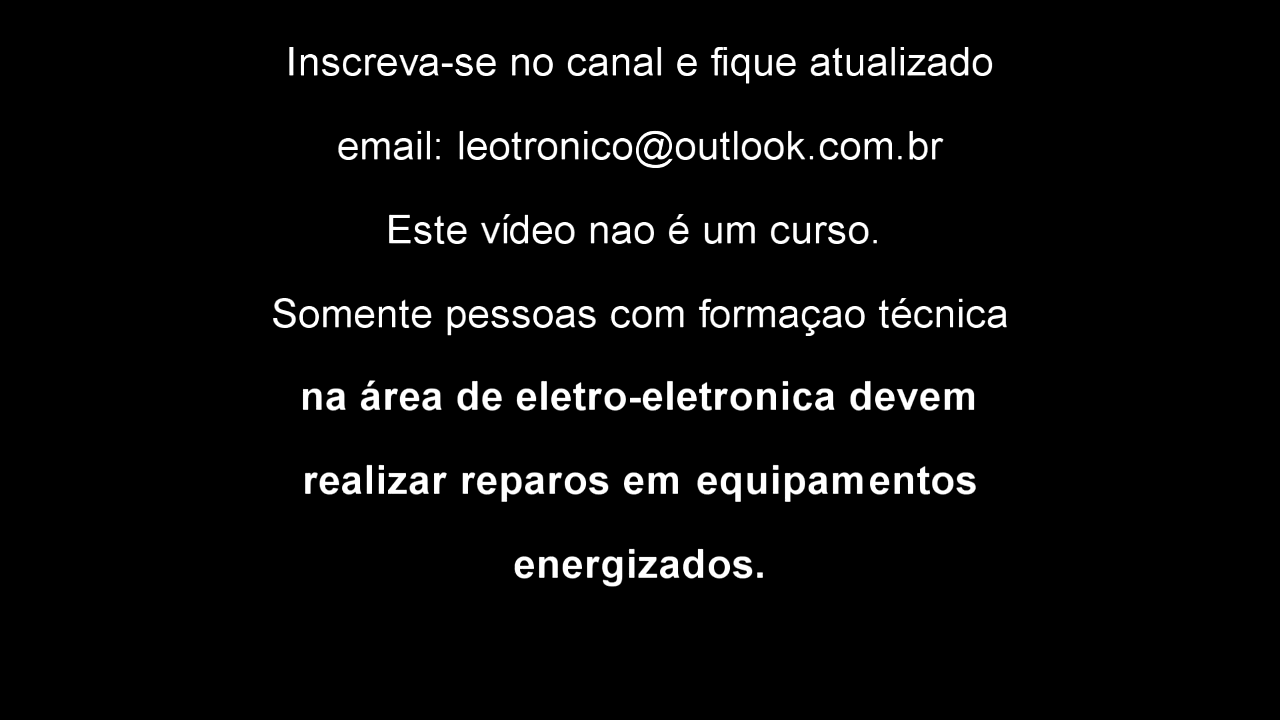 Inscreva-se no canal e fique atualizado
email: leotronico@outlook.com.br
Este vídeo nao é um curso.
Somente pessoas com formaçao técnica
na área de eletro-eletronica devem
realizar reparos em equipamentos
energizados.